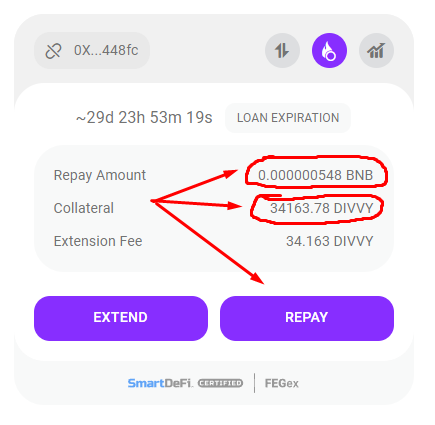 0X...448fc
~29d 23h 53m 19s LOAN EXPIRATION
Repay Amount 0.000000548 BNB
Collateral 34163.78 DIVVY
Extension Fee 34.163 DIVVY
EXTEND REPAY
SmartDeFi. CERTIFIED FEGex